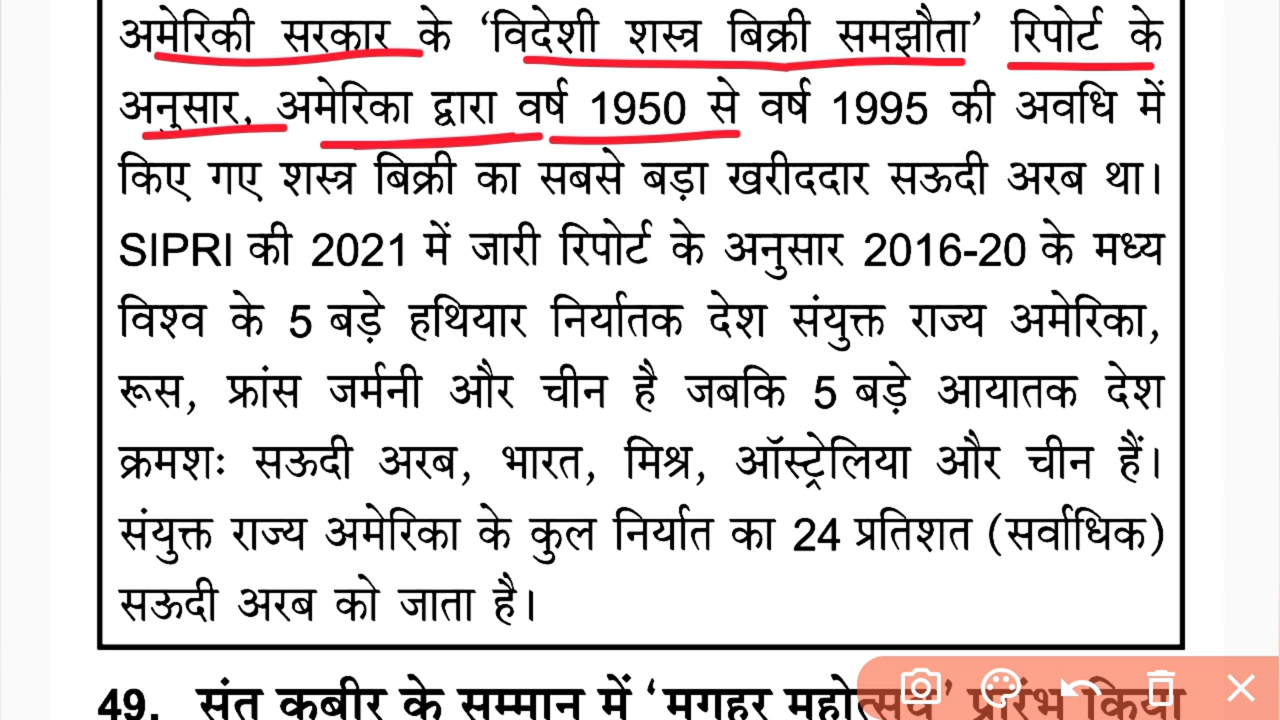 अमेरिकी सरकार के ‘विदेशी शस्त्र बिक्री समझौता’ रिपोर्ट के
अनुसार, अमेरिका द्वारा वर्ष 1950 से वर्ष 1995 की अवधि में
किए गए शस्त्र बिक्री का सबसे बड़ा खरीददार सऊदी अरब था।
SIPRI की 2021 में जारी रिपोर्ट के अनुसार 2016-20 के मध्य
विश्व के 5 बड़े हथियार निर्यातक देश संयुक्त राज्य अमेरिका,
रूस, फ्रांस जर्मनी और चीन है जबकि 5 बड़े आयातक देश
क्रमशः सऊदी अरब, भारत, मिश्र, ऑस्ट्रेलिया और चीन हैं।
संयुक्त राज्य अमेरिका के कुल निर्यात का 24 प्रतिशत (सर्वाधिक)
सऊदी अरब को जाता है।
49. संत कबीर के सम्मान में ‘मगहर महोत्सव’ प्रारंभ किया